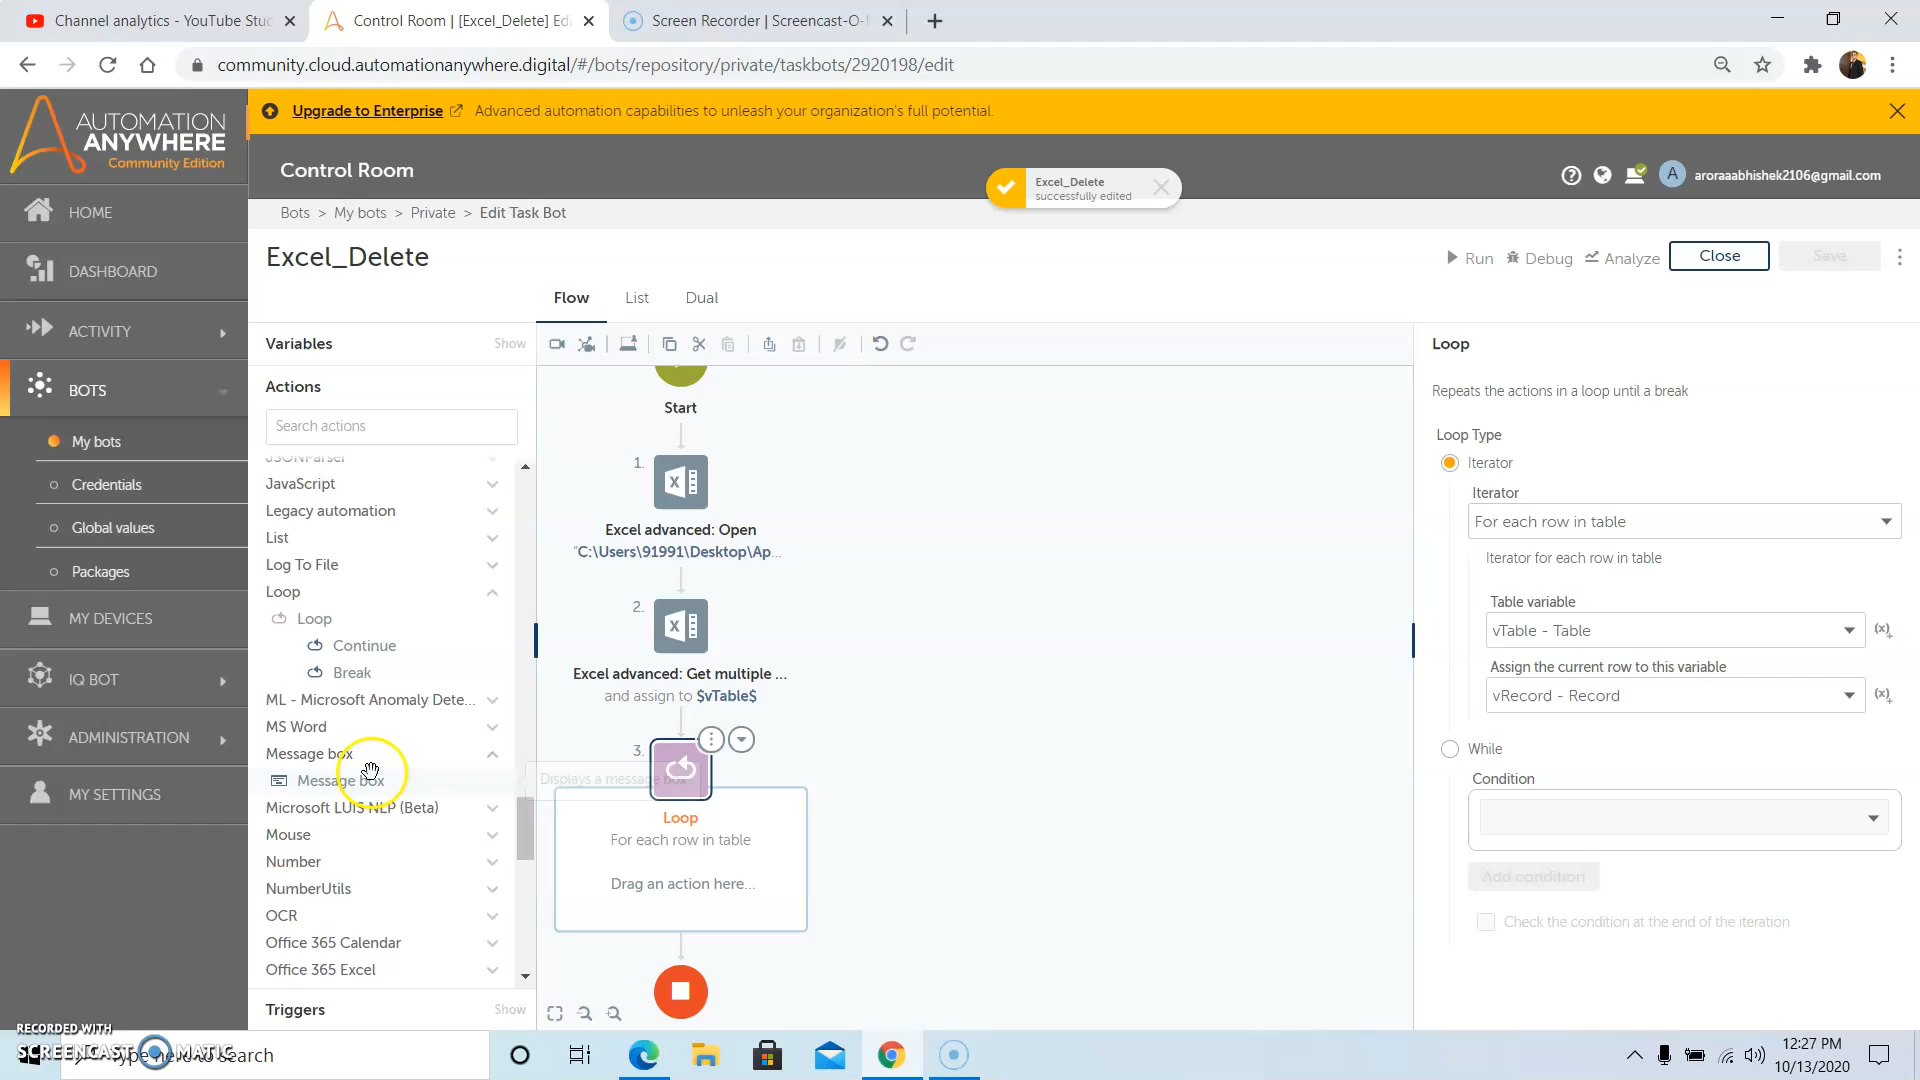 Channel analytics - YouTube Stu
Control Room | [Excel_Delete] Ed
Screen Recorder | Screencast-O-
community.cloud.automationanywhere.digital/#/bots/repository/private/taskbots/2920198/edit
AUTOMATION
ANYWHERE
Community Edition
Upgrade to Enterprise
Advanced automation capabilities to unleash your organization's full potential.
Control Room
Excel_Delete
successfully edited
A
aroraaabhishek2106@gmail.com
Bots > My bots > Private > Edit Task Bot
Excel_Delete
Run
Debug
Analyze
Close
Save
Flow
List
Dual
HOME
DASHBOARD
ACTIVITY
BOTS
My bots
Credentials
Global values
Packages
MY DEVICES
IQ BOT
ADMINISTRATION
MY SETTINGS
Variables
Show
Actions
Search actions
JSONParser
JavaScript
Legacy automation
List
Log To File
Loop
Loop
Continue
Break
ML - Microsoft Anomaly Dete...
MS Word
Message box
Message box
Microsoft LUIS NLP (Beta)
Mouse
Number
NumberUtils
OCR
Office 365 Calendar
Office 365 Excel
Triggers
Show
Start
1.
Excel advanced: Open
"C:\Users\91991\Desktop\Ap...
2.
Excel advanced: Get multiple ...
and assign to $vTable$
3.
Displays a message box
Loop
For each row in table
Drag an action here...
Loop
Repeats the actions in a loop until a break
Loop Type
Iterator
Iterator
For each row in table
Iterator for each row in table
Table variable
vTable - Table
(x)+
Assign the current row to this variable
vRecord - Record
(x)+
While
Condition
Add condition
Check the condition at the end of the iteration
RECORDED WITH
SCREENCAST MATIC
Type here to search
12:27 PM
10/13/2020